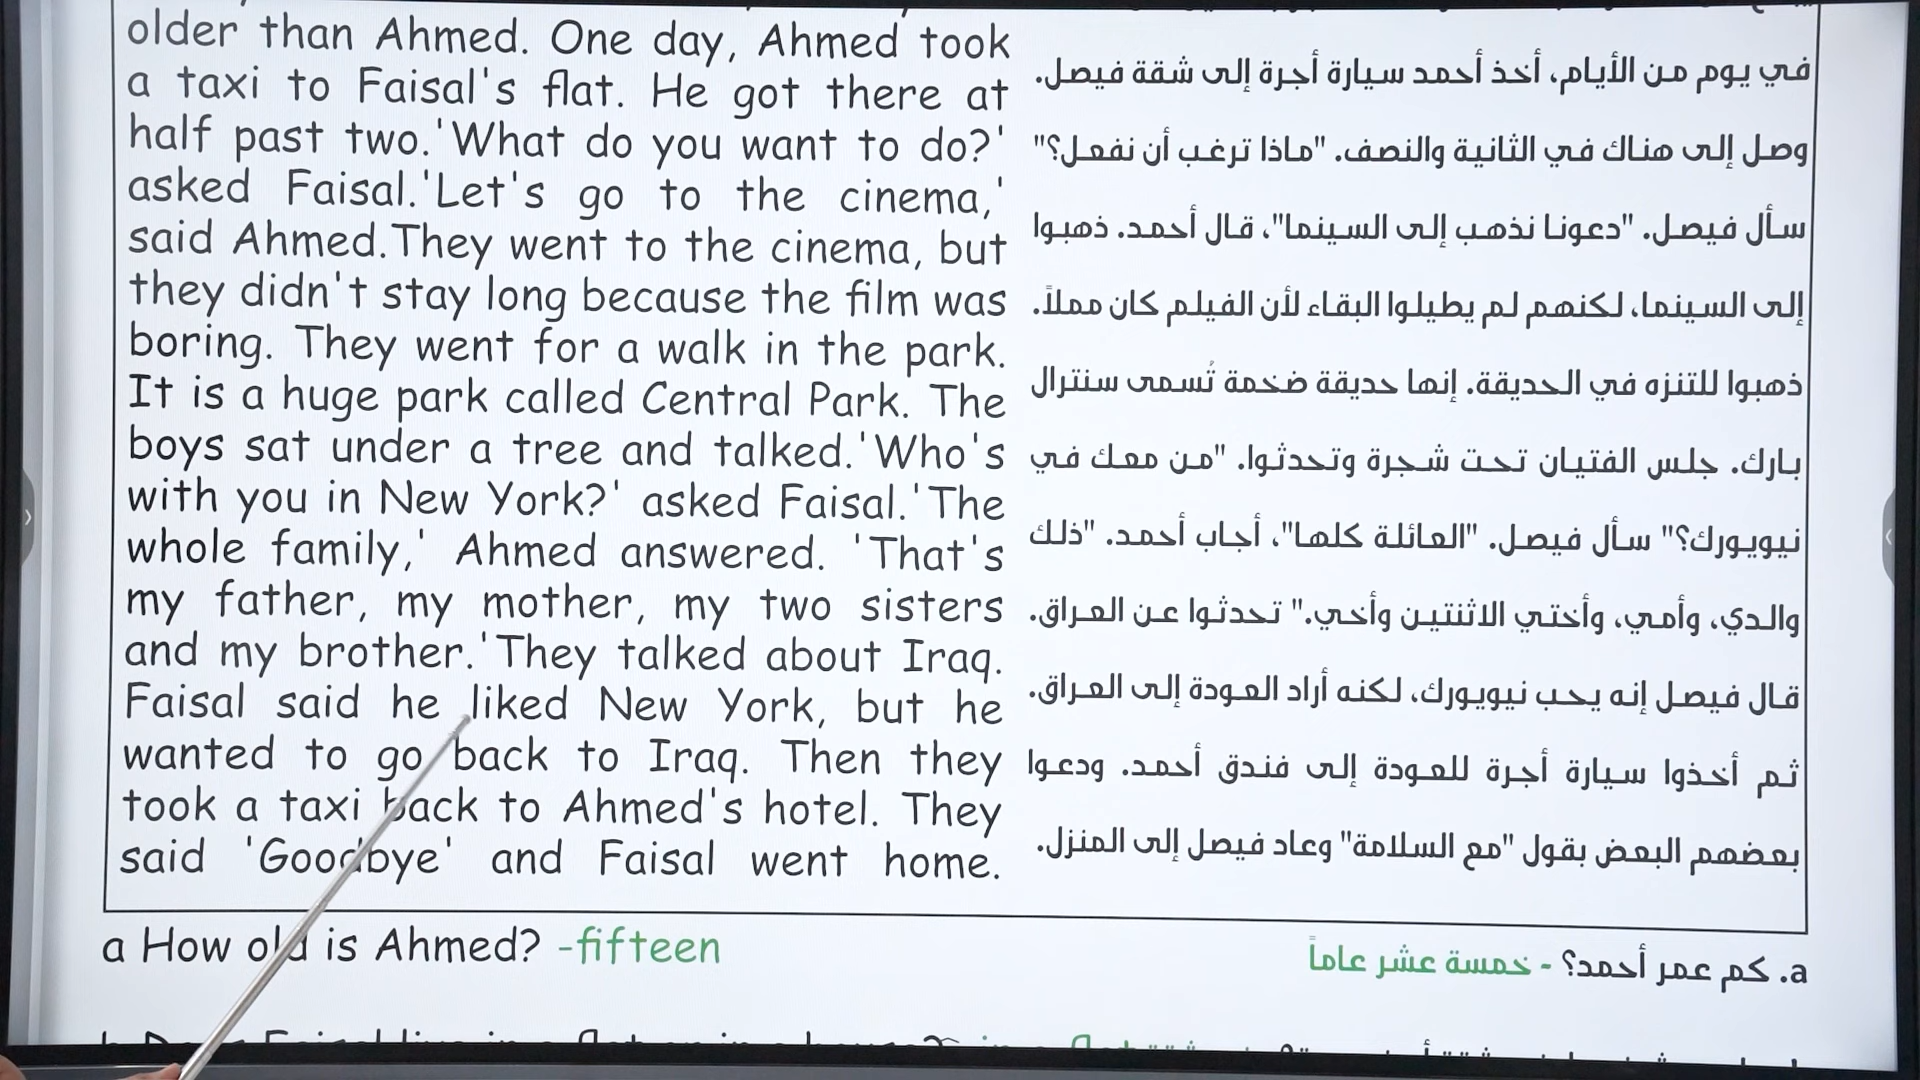 older than Ahmed. One day, Ahmed took
a taxi to Faisal's flat. He got there at
half past two.'What do you want to do?'
asked Faisal.'Let's go to the cinema,'
said Ahmed.They went to the cinema, but
they didn't stay long because the film was
boring. They went for a walk in the park.
It is a huge park called Central Park. The
boys sat under a tree and talked.'Who's
with you in New York?' asked Faisal.'The
whole family,' Ahmed answered. 'That's
my father, my mother, my two sisters
and my brother.'They talked about Iraq.
Faisal said he liked New York, but he
wanted to go back to Iraq. Then they
took a taxi back to Ahmed's hotel. They
said 'Goodbye' and Faisal went home.
في يوم من الأيام، أخذ أحمد سيارة أجرة إلى شقة فيصل.
وصل إلى هناك في الثانية والنصف. "ماذا ترغب أن نفعل؟"
سأل فيصل. "دعونا نذهب إلى السينما"، قال أحمد. ذهبوا
إلى السينما، لكنهم لم يطيلوا البقاء لأن الفيلم كان مملاً.
ذهبوا للتنزه في الحديقة. إنها حديقة ضخمة تُسمى سنترال
بارك. جلس الفتيان تحت شجرة وتحدثوا. "من معك في
نيويورك؟" سأل فيصل. "العائلة كلها"، أجاب أحمد. "ذلك
والدي، وأمي، وأختي الاثنتين وأخي." تحدثوا عن العراق.
قال فيصل إنه يحب نيويورك، لكنه أراد العودة إلى العراق.
ثم أخذوا سيارة أجرة للعودة إلى فندق أحمد. ودعوا
بعضهم البعض بقول "مع السلامة" وعاد فيصل إلى المنزل.
a How old is Ahmed? -fifteen
a. كم عمر أحمد؟ - خمسة عشر عاماً